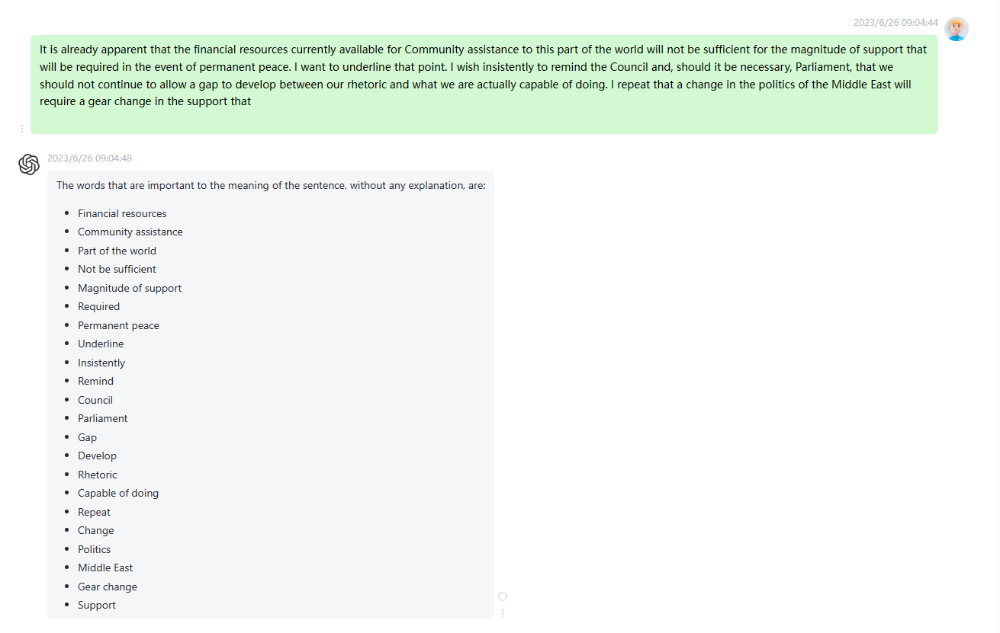 2023/6/26 09:04:44
It is already apparent that the financial resources currently available for Community assistance to this part of the world will not be sufficient for the magnitude of support that
will be required in the event of permanent peace. I want to underline that point. I wish insistently to remind the Council and, should it be necessary, Parliament, that we
should not continue to allow a gap to develop between our rhetoric and what we are actually capable of doing. I repeat that a change in the politics of the Middle East will
require a gear change in the support that
2023/6/26 09:04:48
The words that are important to the meaning of the sentence, without any explanation, are:
• Financial resources
• Community assistance
• Part of the world
• Not be sufficient
• Magnitude of support
• Required
• Permanent peace
• Underline
• Insistently
• Remind
• Council
• Parliament
• Gap
• Develop
• Rhetoric
• Capable of doing
• Repeat
• Change
• Politics
• Middle East
• Gear change
• Support